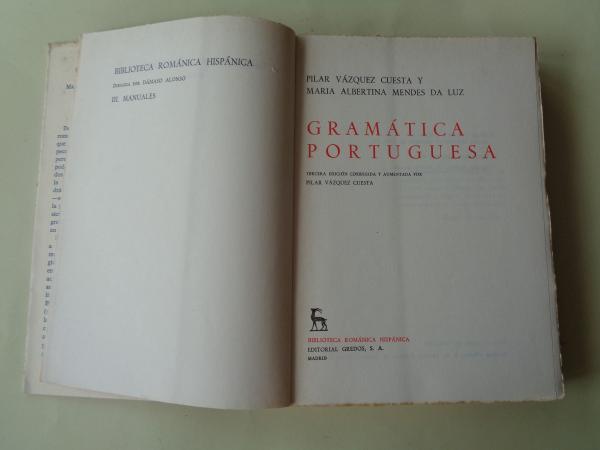 BIBLIOTECA ROMÁNICA HISPÁNICA
DIRIGIDA POR DÁMASO ALONSO
III. MANUALES
PILAR VÁZQUEZ CUESTA Y
MARIA ALBERTINA MENDES DA LUZ
GRAMÁTICA
PORTUGUESA
TERCERA EDICIÓN CORREGIDA Y AUMENTADA POR
PILAR VÁZQUEZ CUESTA
BIBLIOTECA ROMÁNICA HISPÁNICA
EDITORIAL GREDOS, S. A.
MADRID